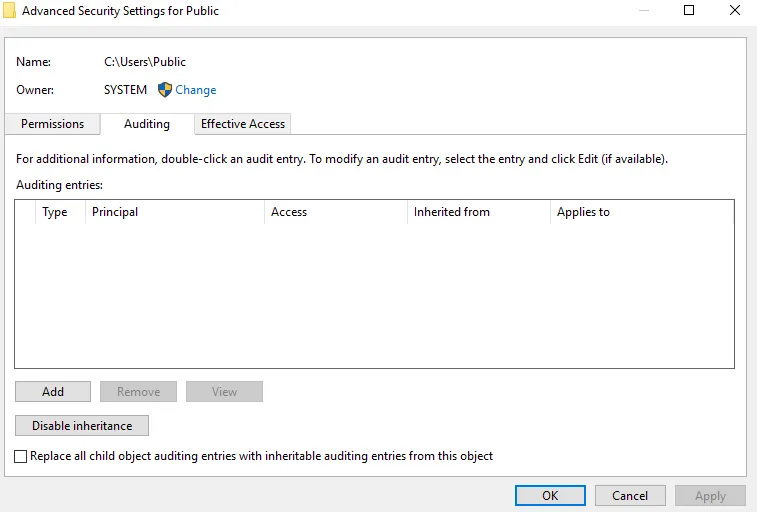 Advanced Security Settings for Public
Name: C:\Users\Public
Owner: SYSTEM Change
Permissions Auditing Effective Access
For additional information, double-click an audit entry. To modify an audit entry, select the entry and click Edit (if available).
Auditing entries:
Type Principal Access Inherited from Applies to
Add Remove View
Disable inheritance
Replace all child object auditing entries with inheritable auditing entries from this object
OK Cancel Apply